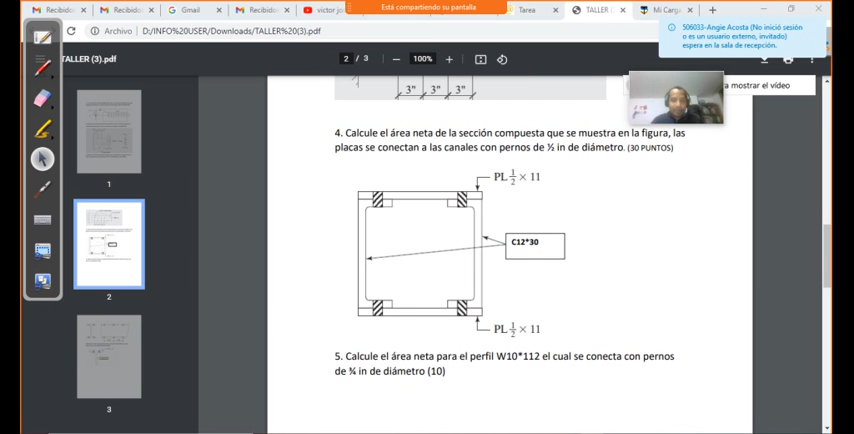 Está compartiendo su pantalla
Recibido
Recibidos
Gmail
Recibidos
victor jo
Tarea
TALLER (
Mi Carga
Archivo
D:/INFO%20USER/Downloads/TALLER%20(3).pdf
506033-Angie Acosta (No inició sesión
o es un usuario externo, invitado)
espera en la sala de recepción.
TALLER (3).pdf
2 / 3
100%
a mostrar el vídeo
3" 3" 3"
4. Calcule el área neta de la sección compuesta que se muestra en la figura, las
placas se conectan a las canales con pernos de ½ in de diámetro. (30 PUNTOS)
PL 1/2 × 11
C12*30
PL 1/2 × 11
5. Calcule el área neta para el perfil W10*112 el cual se conecta con pernos
de ¾ in de diámetro (10)
1
2
3